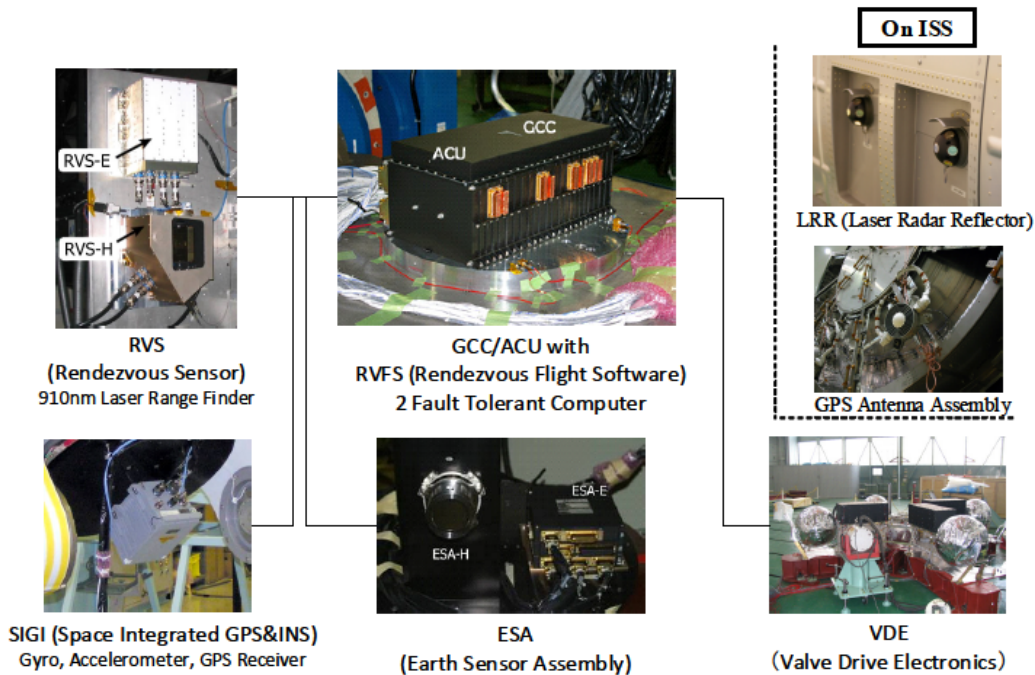 On ISS
RVS-E
RVS-H
GCC
ACU
LRR (Laser Radar Reflector)
RVS
(Rendezvous Sensor)
910nm Laser Range Finder
GCC/ACU with
RVFS (Rendezvous Flight Software)
2 Fault Tolerant Computer
GPS Antenna Assembly
ESA-E
ESA-H
SIGI (Space Integrated GPS&INS)
Gyro, Accelerometer, GPS Receiver
ESA
(Earth Sensor Assembly)
VDE
（Valve Drive Electronics）